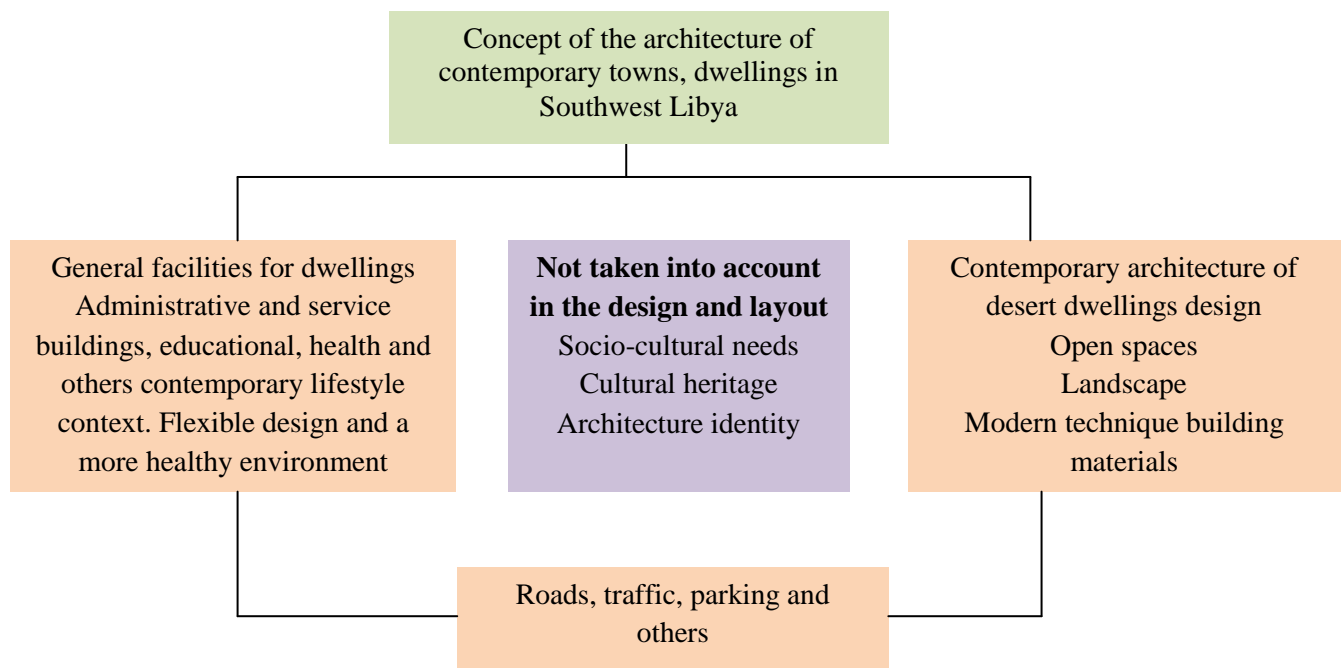 Concept of the architecture of
contemporary towns, dwellings in
Southwest Libya
General facilities for dwellings
Administrative and service
buildings, educational, health and
others contemporary lifestyle
context. Flexible design and a
more healthy environment
Not taken into account
in the design and layout
Socio-cultural needs
Cultural heritage
Architecture identity
Contemporary architecture of
desert dwellings design
Open spaces
Landscape
Modern technique building
materials
Roads, traffic, parking and
others